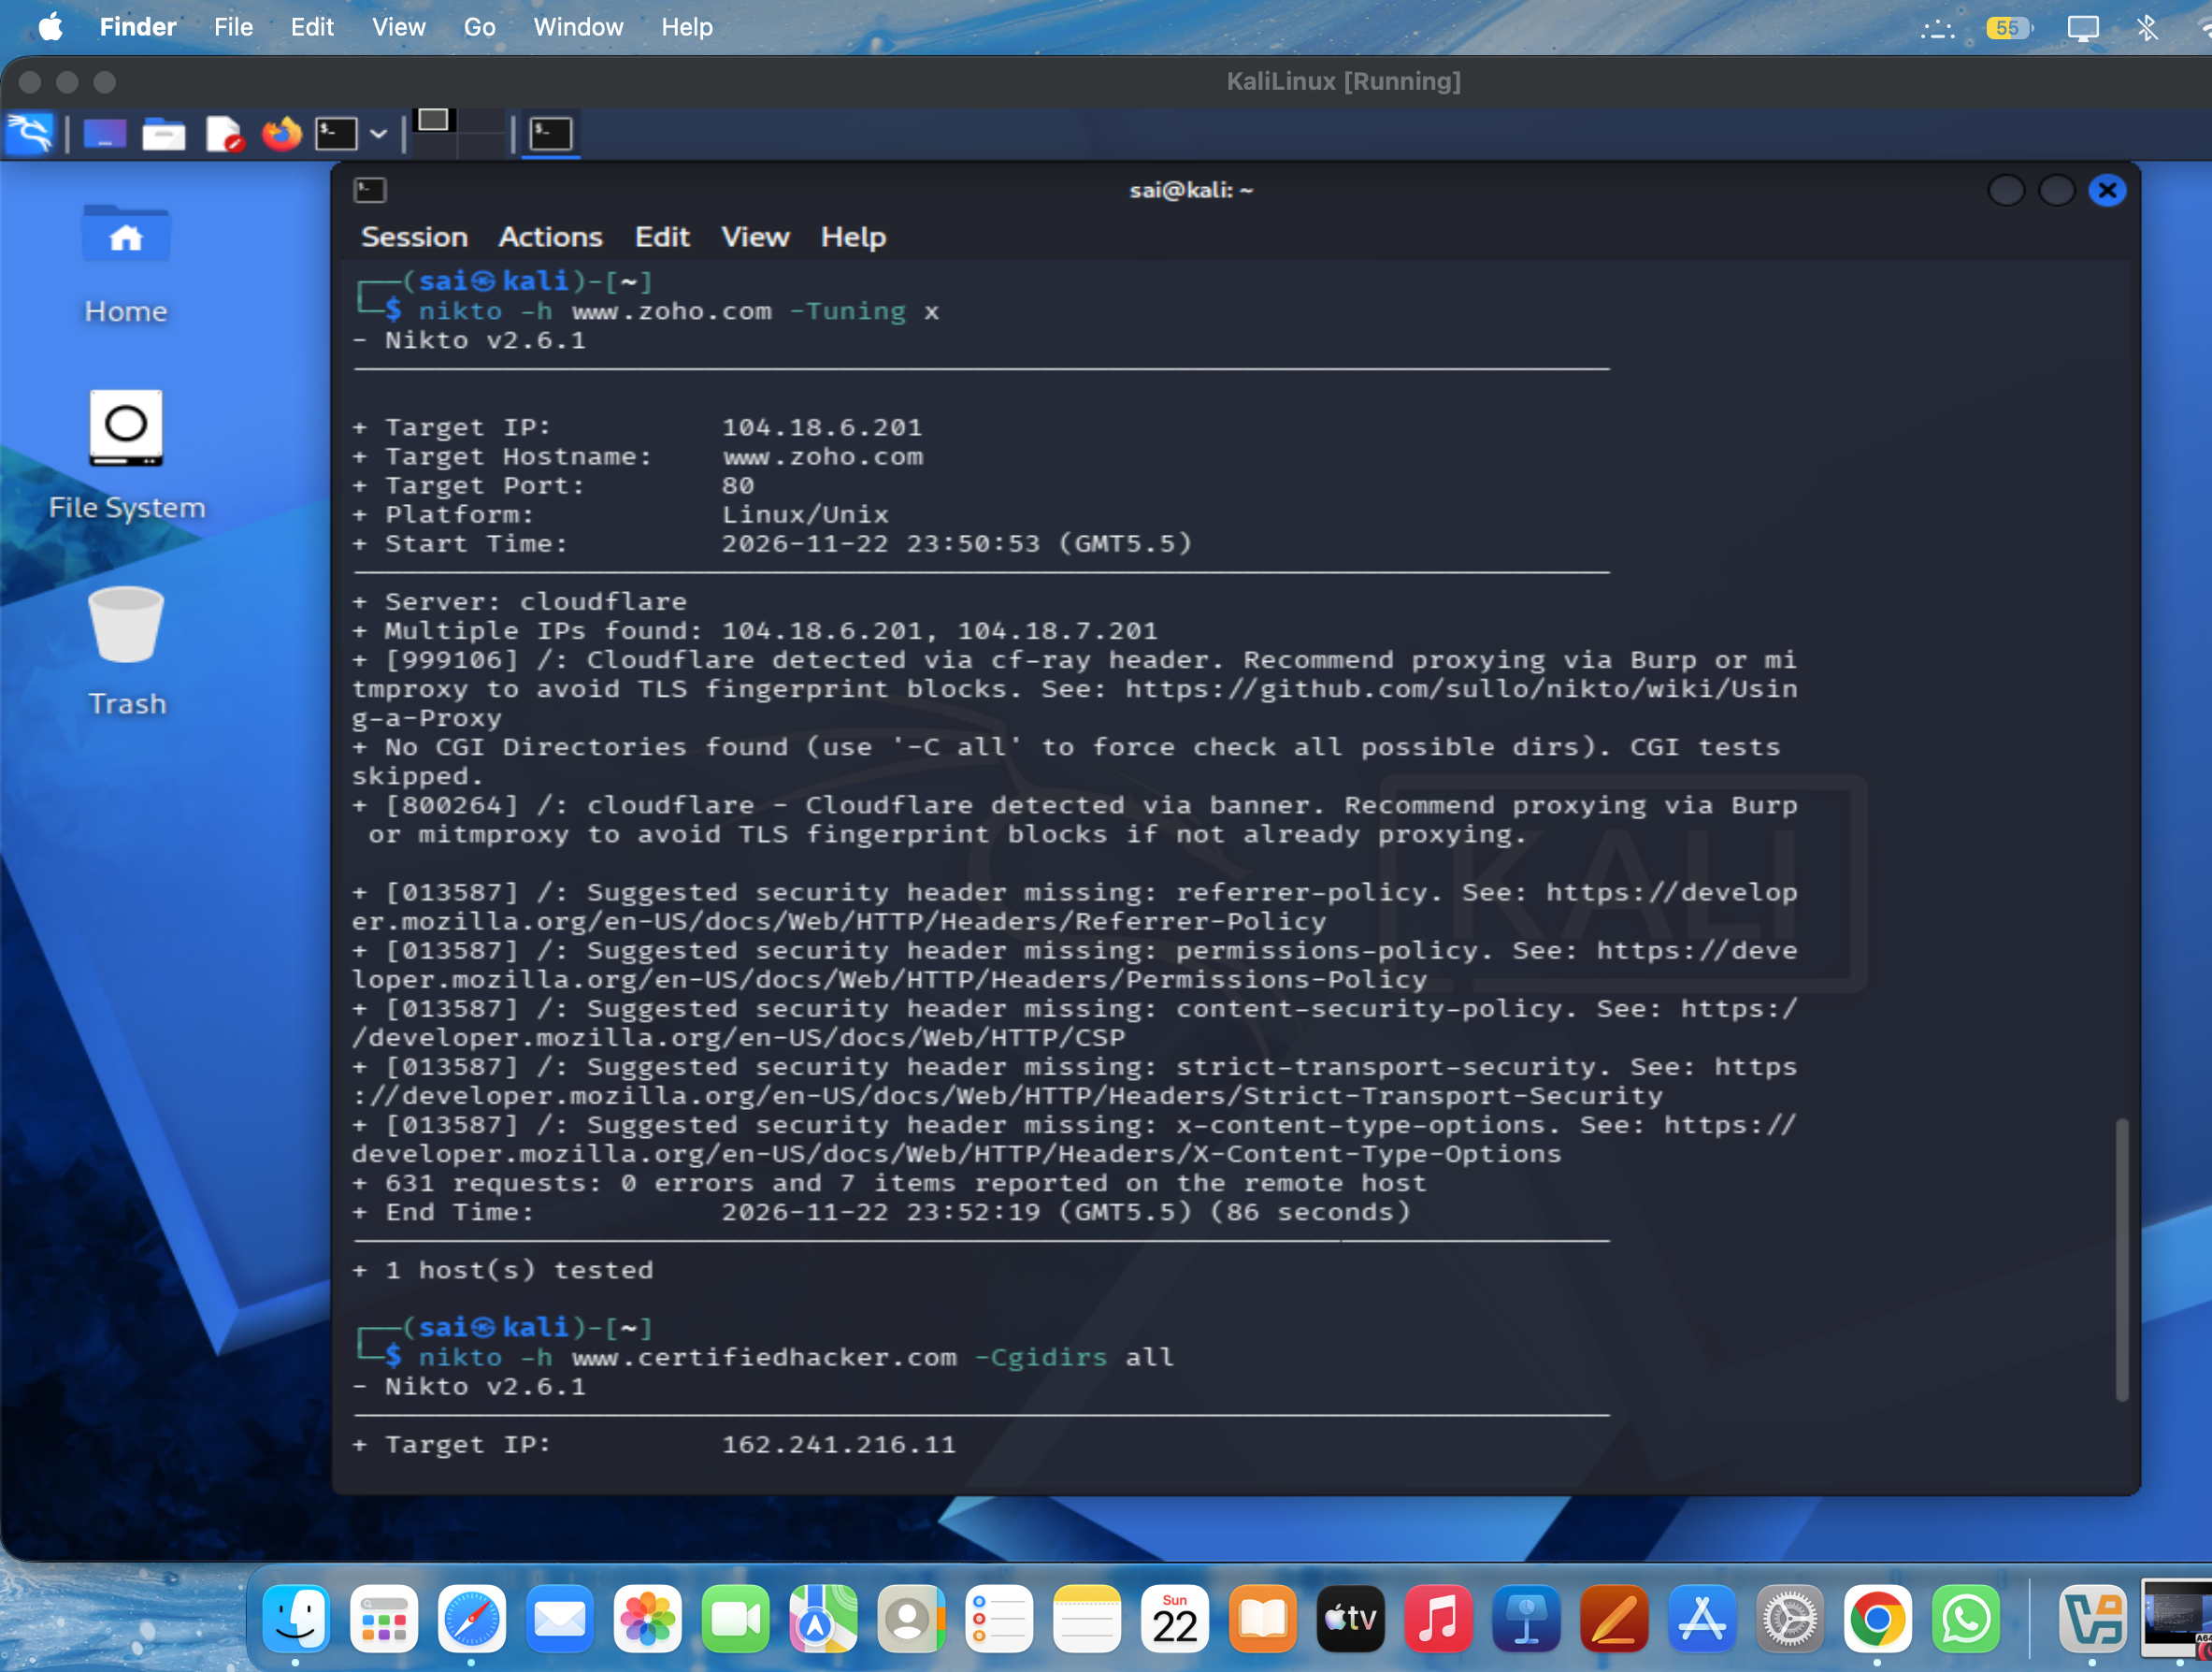 Finder File Edit View Go Window Help
55
KaliLinux [Running]
sai@kali: ~
Session Actions Edit View Help
Home
File System
Trash
┌──(sai㉿kali)-[~]
└─$ nikto -h www.zoho.com -Tuning x
- Nikto v2.6.1
+ Target IP: 104.18.6.201
+ Target Hostname: www.zoho.com
+ Target Port: 80
+ Platform: Linux/Unix
+ Start Time: 2026-11-22 23:50:53 (GMT5.5)
+ Server: cloudflare
+ Multiple IPs found: 104.18.6.201, 104.18.7.201
+ [999106] /: Cloudflare detected via cf-ray header. Recommend proxying via Burp or mi
tmproxy to avoid TLS fingerprint blocks. See: https://github.com/sullo/nikto/wiki/Usin
g-a-Proxy
+ No CGI Directories found (use '-C all' to force check all possible dirs). CGI tests
skipped.
+ [800264] /: cloudflare - Cloudflare detected via banner. Recommend proxying via Burp
or mitmproxy to avoid TLS fingerprint blocks if not already proxying.
+ [013587] /: Suggested security header missing: referrer-policy. See: https://develop
er.mozilla.org/en-US/docs/Web/HTTP/Headers/Referrer-Policy
+ [013587] /: Suggested security header missing: permissions-policy. See: https://deve
loper.mozilla.org/en-US/docs/Web/HTTP/Headers/Permissions-Policy
+ [013587] /: Suggested security header missing: content-security-policy. See: https:/
/developer.mozilla.org/en-US/docs/Web/HTTP/CSP
+ [013587] /: Suggested security header missing: strict-transport-security. See: https
://developer.mozilla.org/en-US/docs/Web/HTTP/Headers/Strict-Transport-Security
+ [013587] /: Suggested security header missing: x-content-type-options. See: https://
developer.mozilla.org/en-US/docs/Web/HTTP/Headers/X-Content-Type-Options
+ 631 requests: 0 errors and 7 items reported on the remote host
+ End Time: 2026-11-22 23:52:19 (GMT5.5) (86 seconds)
+ 1 host(s) tested
┌──(sai㉿kali)-[~]
└─$ nikto -h www.certifiedhacker.com -Cgidirs all
- Nikto v2.6.1
+ Target IP: 162.241.216.11
KALI
Sun
22
tv